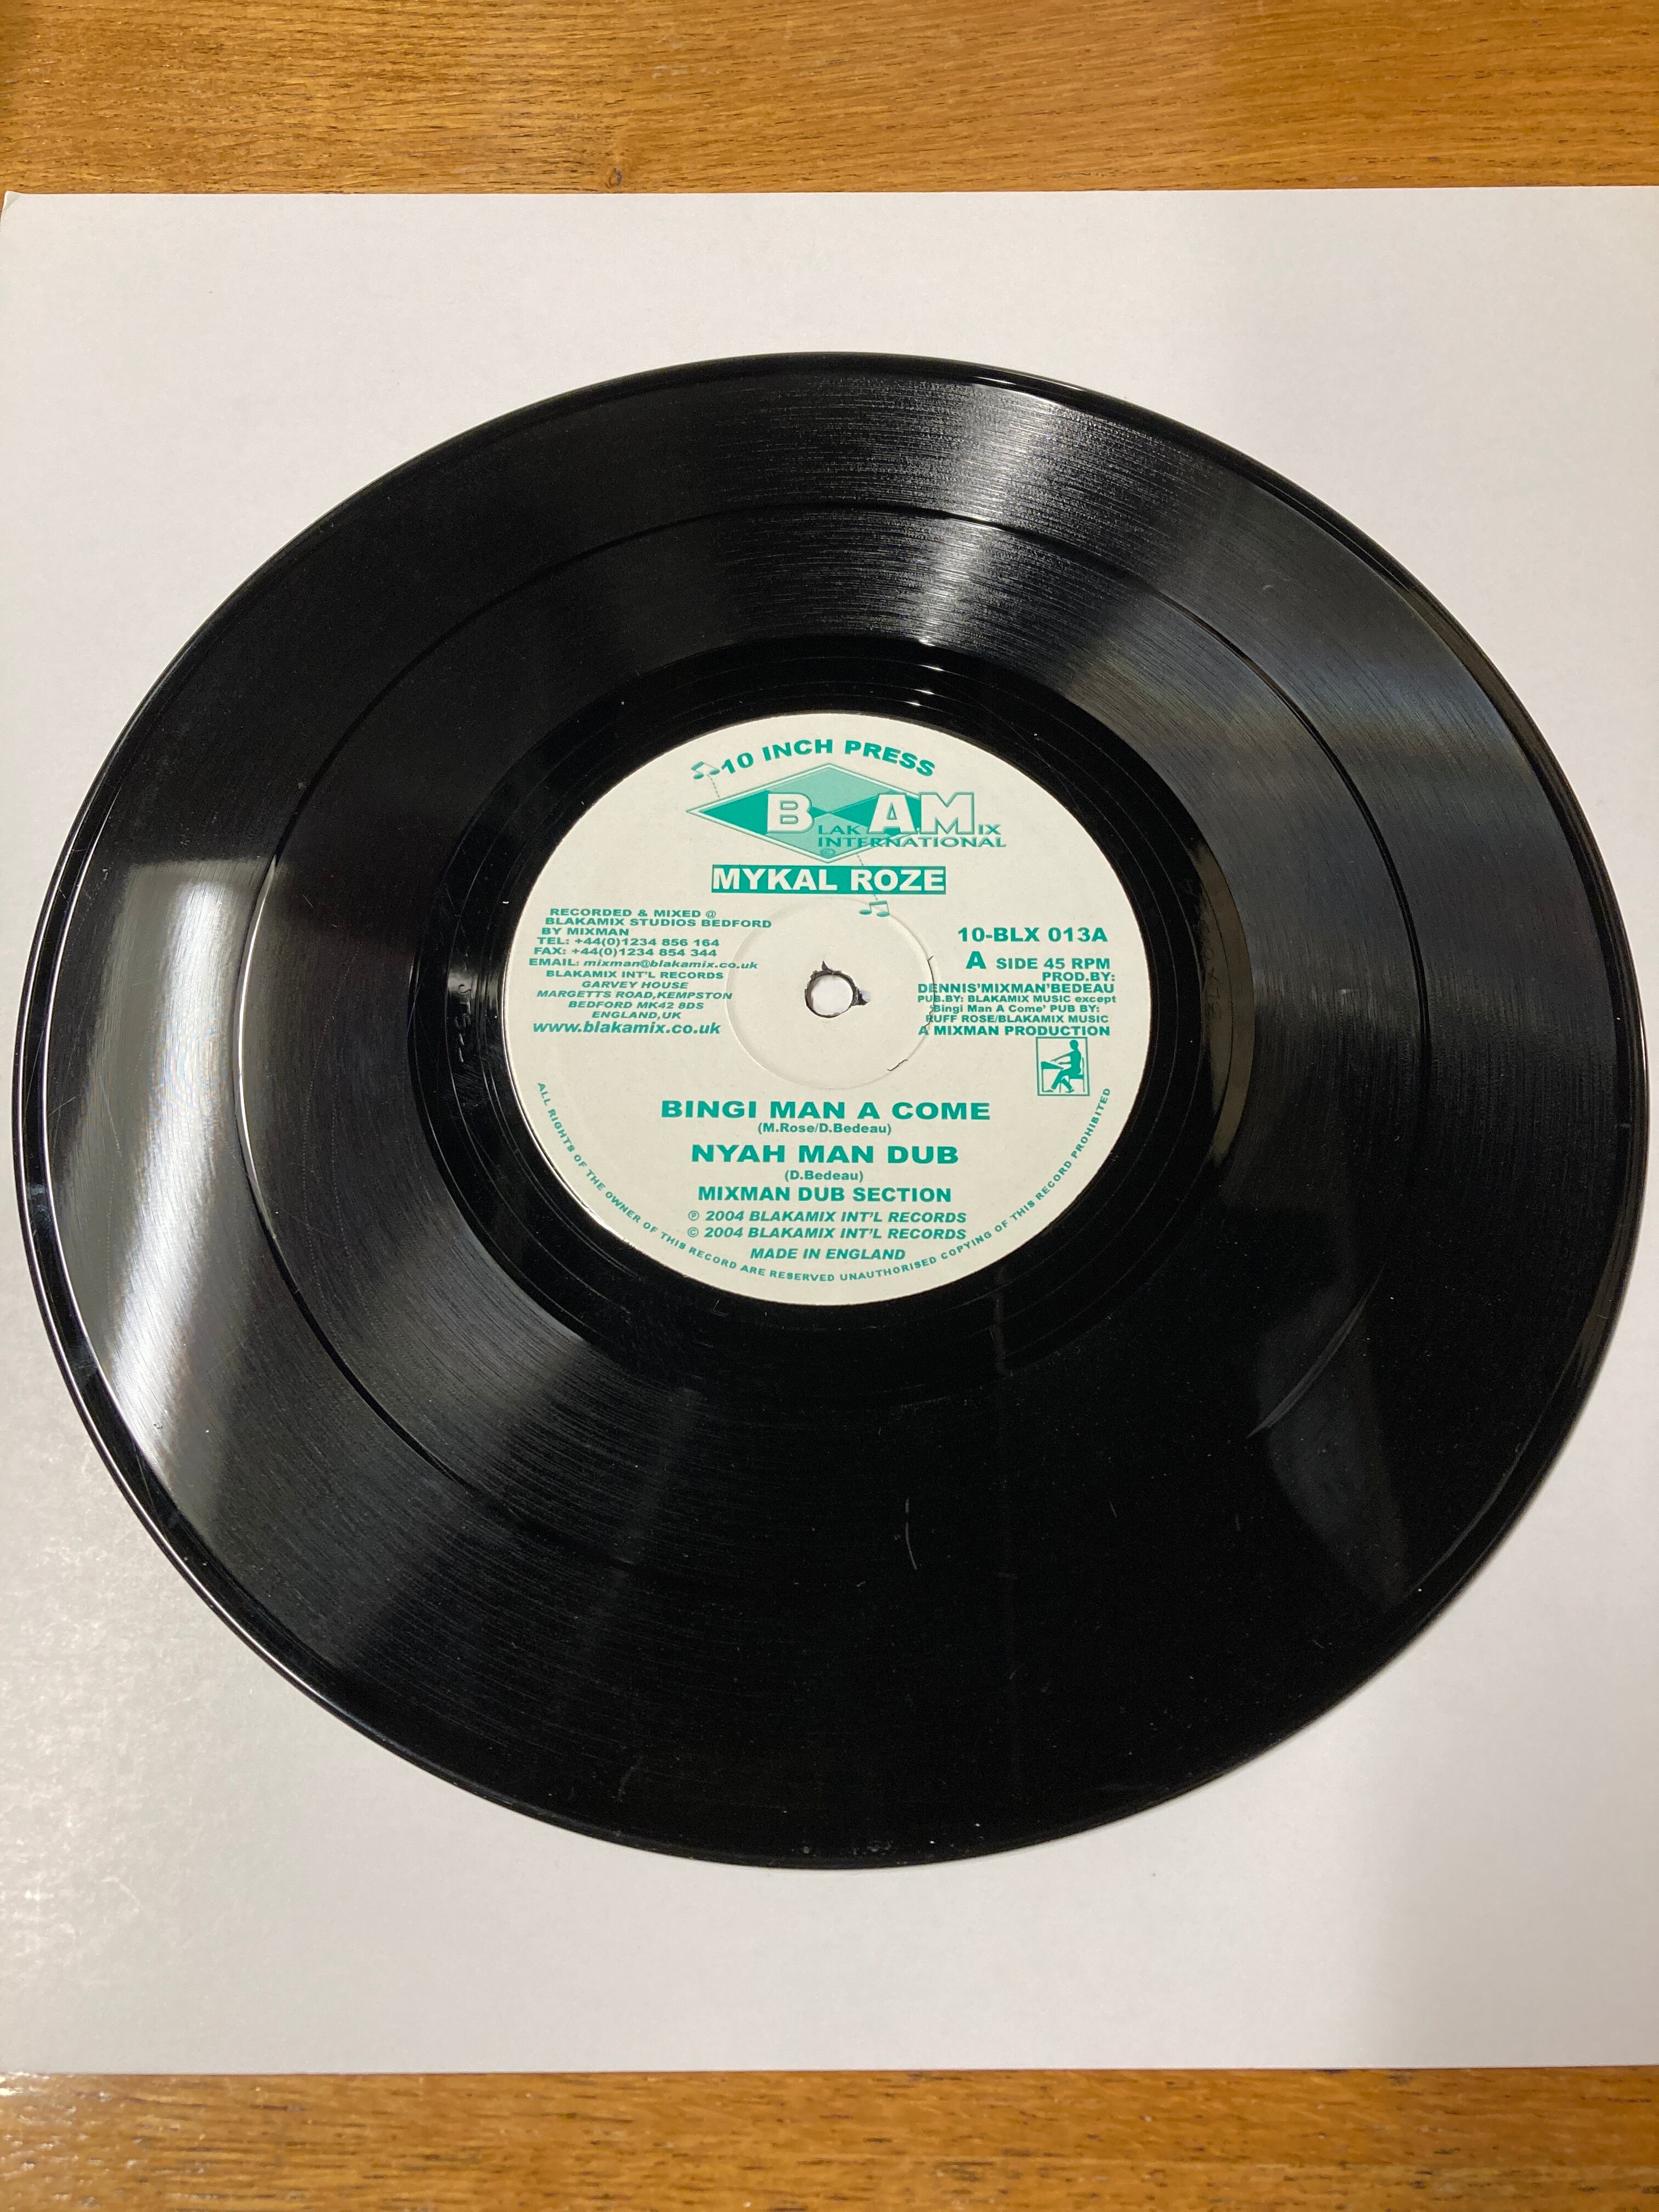 10 INCH PRESS
BLAKAMIX
INTERNATIONAL
MYKAL ROZE
RECORDED & MIXED @
BLAKAMIX STUDIOS BEDFORD
BY MIXMAN
TEL: +44(0)1234 856 164
FAX: +44(0)1234 854 344
EMAIL: mixman@blakamix.co.uk
BLAKAMIX INT'L RECORDS
GARVEY HOUSE
MARGETTS ROAD,KEMPSTON
BEDFORD MK42 8DS
ENGLAND,UK
www.blakamix.co.uk
10-BLX 013A
A SIDE 45 RPM
PROD.BY:
DENNIS'MIXMAN'BEDEAU
PUB.BY: BLAKAMIX MUSIC except
'Bingi Man A Come' PUB BY:
RUFF ROSE/BLAKAMIX MUSIC
A MIXMAN PRODUCTION
BINGI MAN A COME
(M.Rose/D.Bedeau)
NYAH MAN DUB
(D.Bedeau)
MIXMAN DUB SECTION
℗ 2004 BLAKAMIX INT'L RECORDS
© 2004 BLAKAMIX INT'L RECORDS
MADE IN ENGLAND
ALL RIGHTS OF THE OWNER OF THIS RECORD ARE RESERVED UNAUTHORISED COPYING OF THIS RECORD PROHIBITED